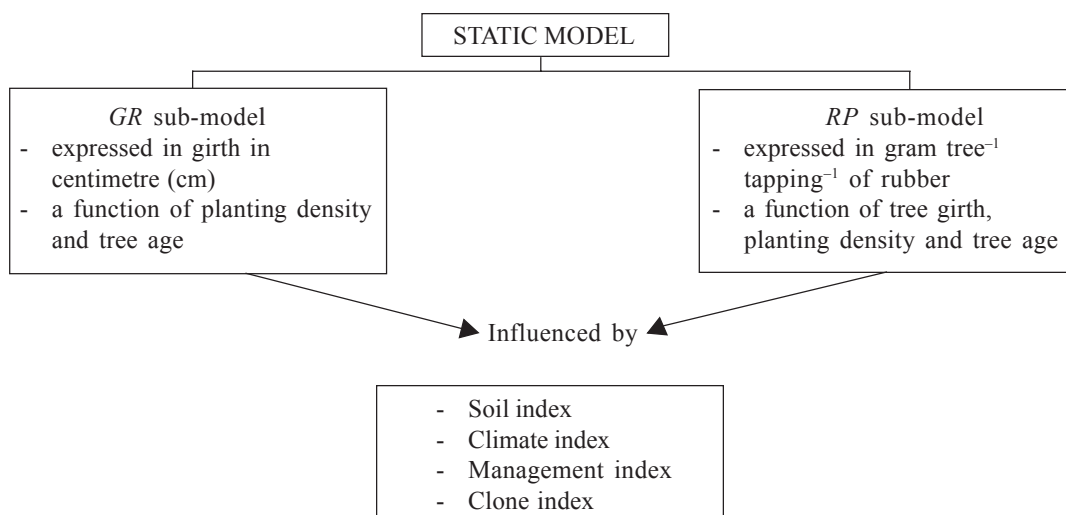 STATIC MODEL
GR sub-model
- expressed in girth in
centimetre (cm)
- a function of planting density
and tree age
RP sub-model
- expressed in gram tree⁻¹
tapping⁻¹ of rubber
- a function of tree girth,
planting density and tree age
Influenced by
- Soil index
- Climate index
- Management index
- Clone index